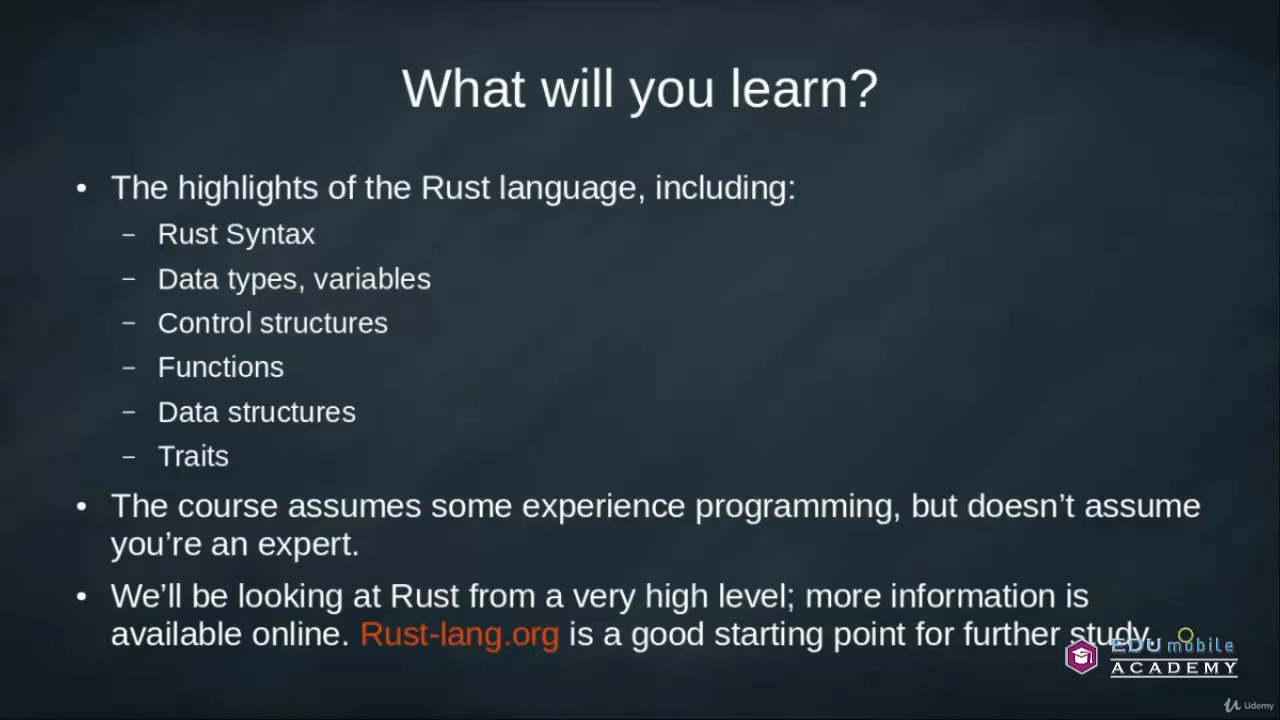 What will you learn?
• The highlights of the Rust language, including:
– Rust Syntax
– Data types, variables
– Control structures
– Functions
– Data structures
– Traits
• The course assumes some experience programming, but doesn’t assume
you’re an expert.
• We’ll be looking at Rust from a very high level; more information is
available online. Rust-lang.org is a good starting point for further study.
EDU mobile
ACADEMY
Udemy